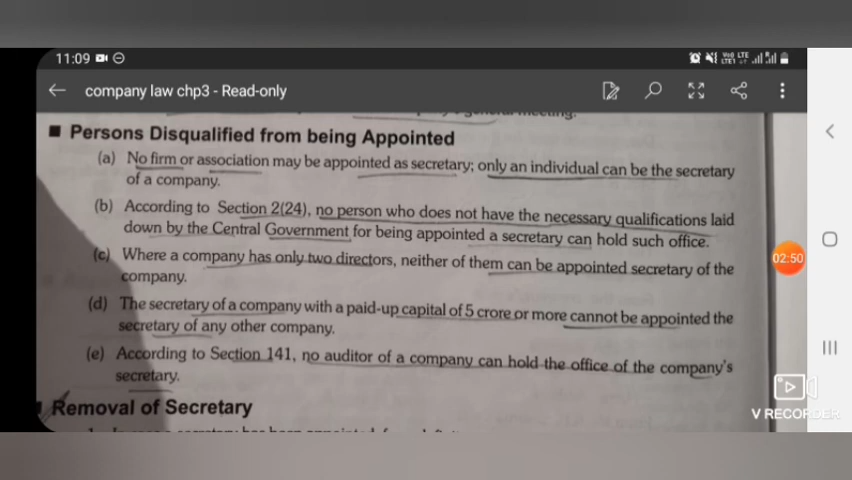 11:09
Voo LTE
LTE1
company law chp3 - Read-only
general meeting.
■ Persons Disqualified from being Appointed
(a) No firm or association may be appointed as secretary; only an individual can be the secretary
of a company.
(b) According to Section 2(24), no person who does not have the necessary qualifications laid
down by the Central Government for being appointed a secretary can hold such office.
(c) Where a company has only two directors, neither of them can be appointed secretary of the
company.
02:50
(d) The secretary of a company with a paid-up capital of 5 crore or more cannot be appointed the
secretary of any other company.
(e) According to Section 141, no auditor of a company can hold the office of the company's
secretary.
V RECORDER
Removal of Secretary